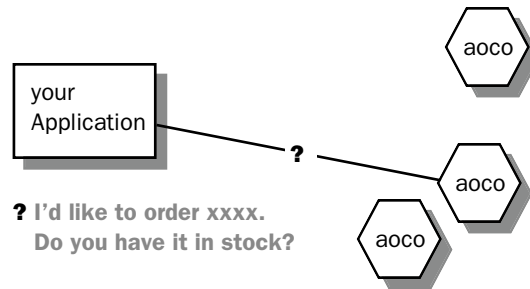 aoco
your
Application
?
aoco
? I'd like to order xxxx.
Do you have it in stock?
aoco